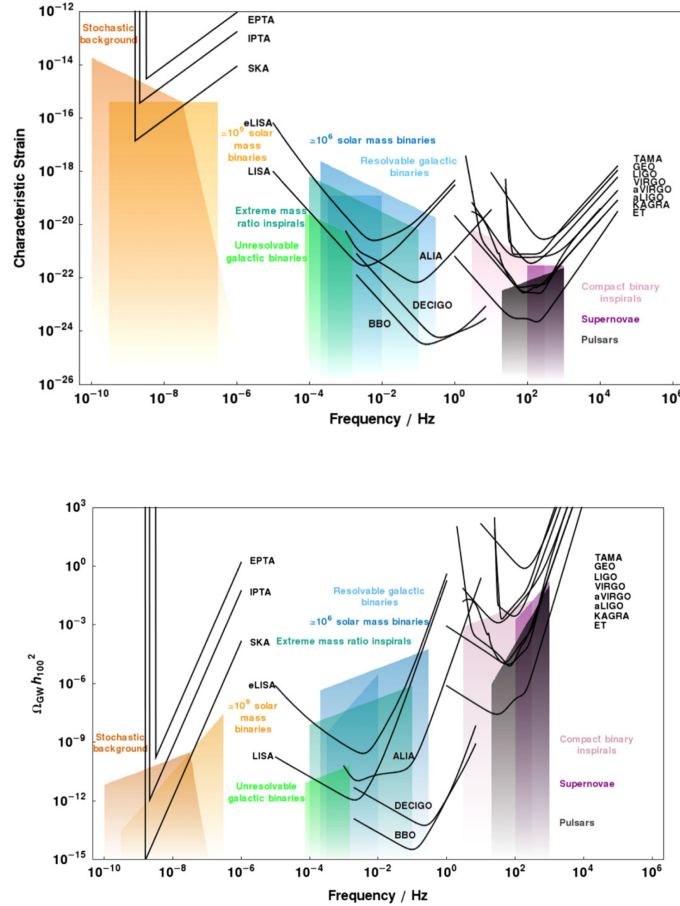 10⁻¹²
10⁻¹⁴
10⁻¹⁶
10⁻¹⁸
10⁻²⁰
10⁻²²
10⁻²⁴
10⁻²⁶
Characteristic Strain
Stochastic
background
EPTA
IPTA
SKA
eLISA
≃10⁹ solar
mass
binaries
LISA
≃10⁶ solar mass binaries
Resolvable galactic
binaries
Extreme mass
ratio inspirals
Unresolvable
galactic binaries
ALIA
DECIGO
BBO
TAMA
GEO
LIGO
VIRGO
aVIRGO
aLIGO
KAGRA
ET
Compact binary
inspirals
Supernovae
Pulsars
10⁻¹⁰
10⁻⁸
10⁻⁶
10⁻⁴
10⁻²
10⁰
10²
10⁴
Frequency / Hz
10³
10⁰
10⁻³
10⁻⁶
10⁻⁹
10⁻¹²
10⁻¹⁵
Ω_GW h₁₀₀²
EPTA
IPTA
SKA
eLISA
≃10⁹ solar
mass
binaries
Stochastic
background
LISA
Resolvable galactic
binaries
≃10⁶ solar mass binaries
Extreme mass ratio inspirals
Unresolvable
galactic binaries
ALIA
DECIGO
BBO
TAMA
GEO
LIGO
VIRGO
aVIRGO
aLIGO
KAGRA
ET
Compact binary
inspirals
Supernovae
Pulsars
10⁻¹⁰
10⁻⁸
10⁻⁶
10⁻⁴
10⁻²
10⁰
10²
10⁴
10⁶
Frequency / Hz